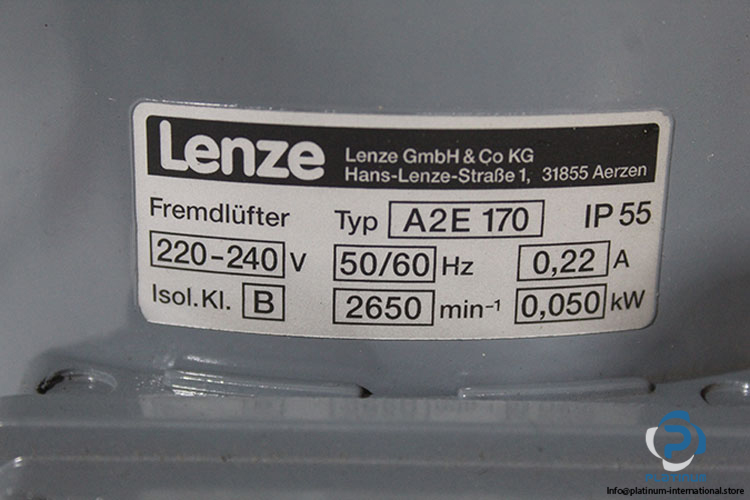 Lenze
Lenze GmbH & Co KG
Hans-Lenze-Straße 1, 31855 Aerzen
Fremdlüfter Typ A2E 170 IP 55
220-240 V 50/60 Hz 0,22 A
Isol.Kl. B 2650 min-1 0,050 kW
PLATINUM
Info@platinum-international.store